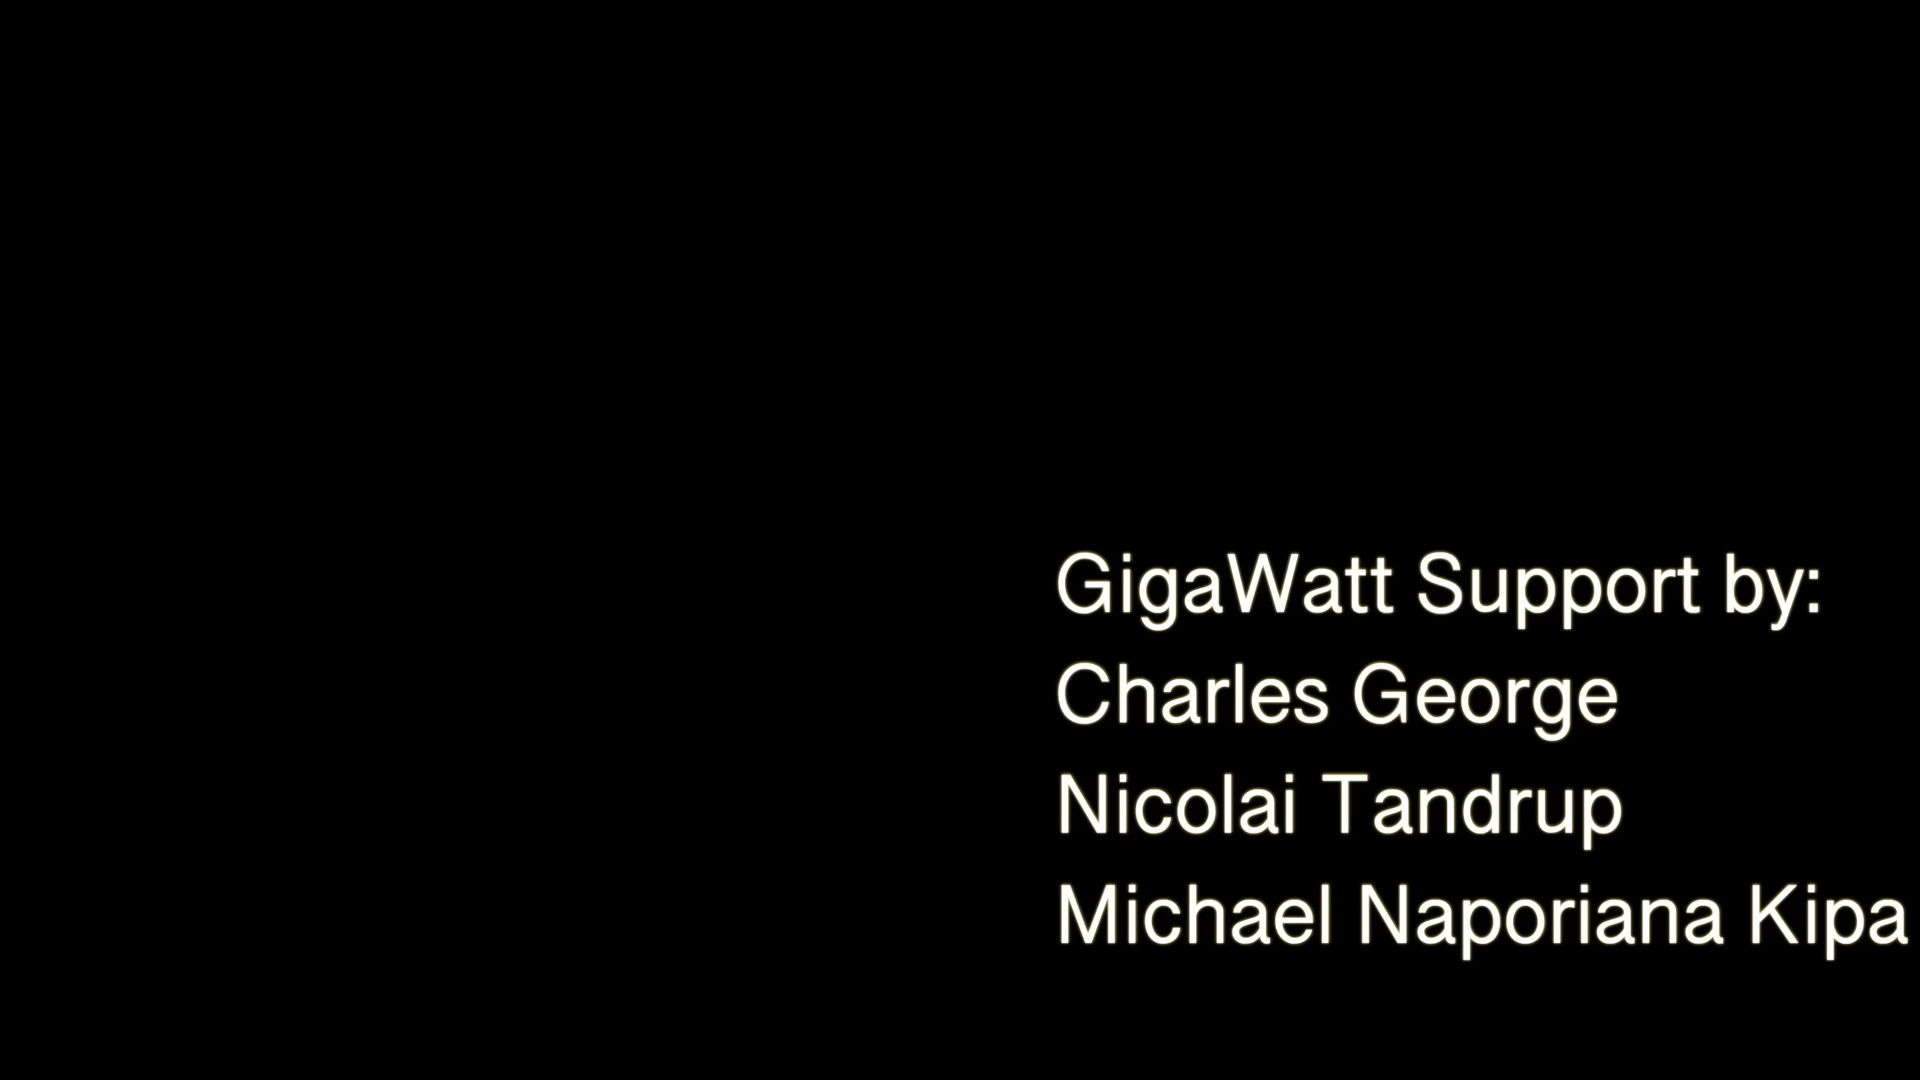 GigaWatt Support by:
Charles George
Nicolai Tandrup
Michael Naporiana Kipa